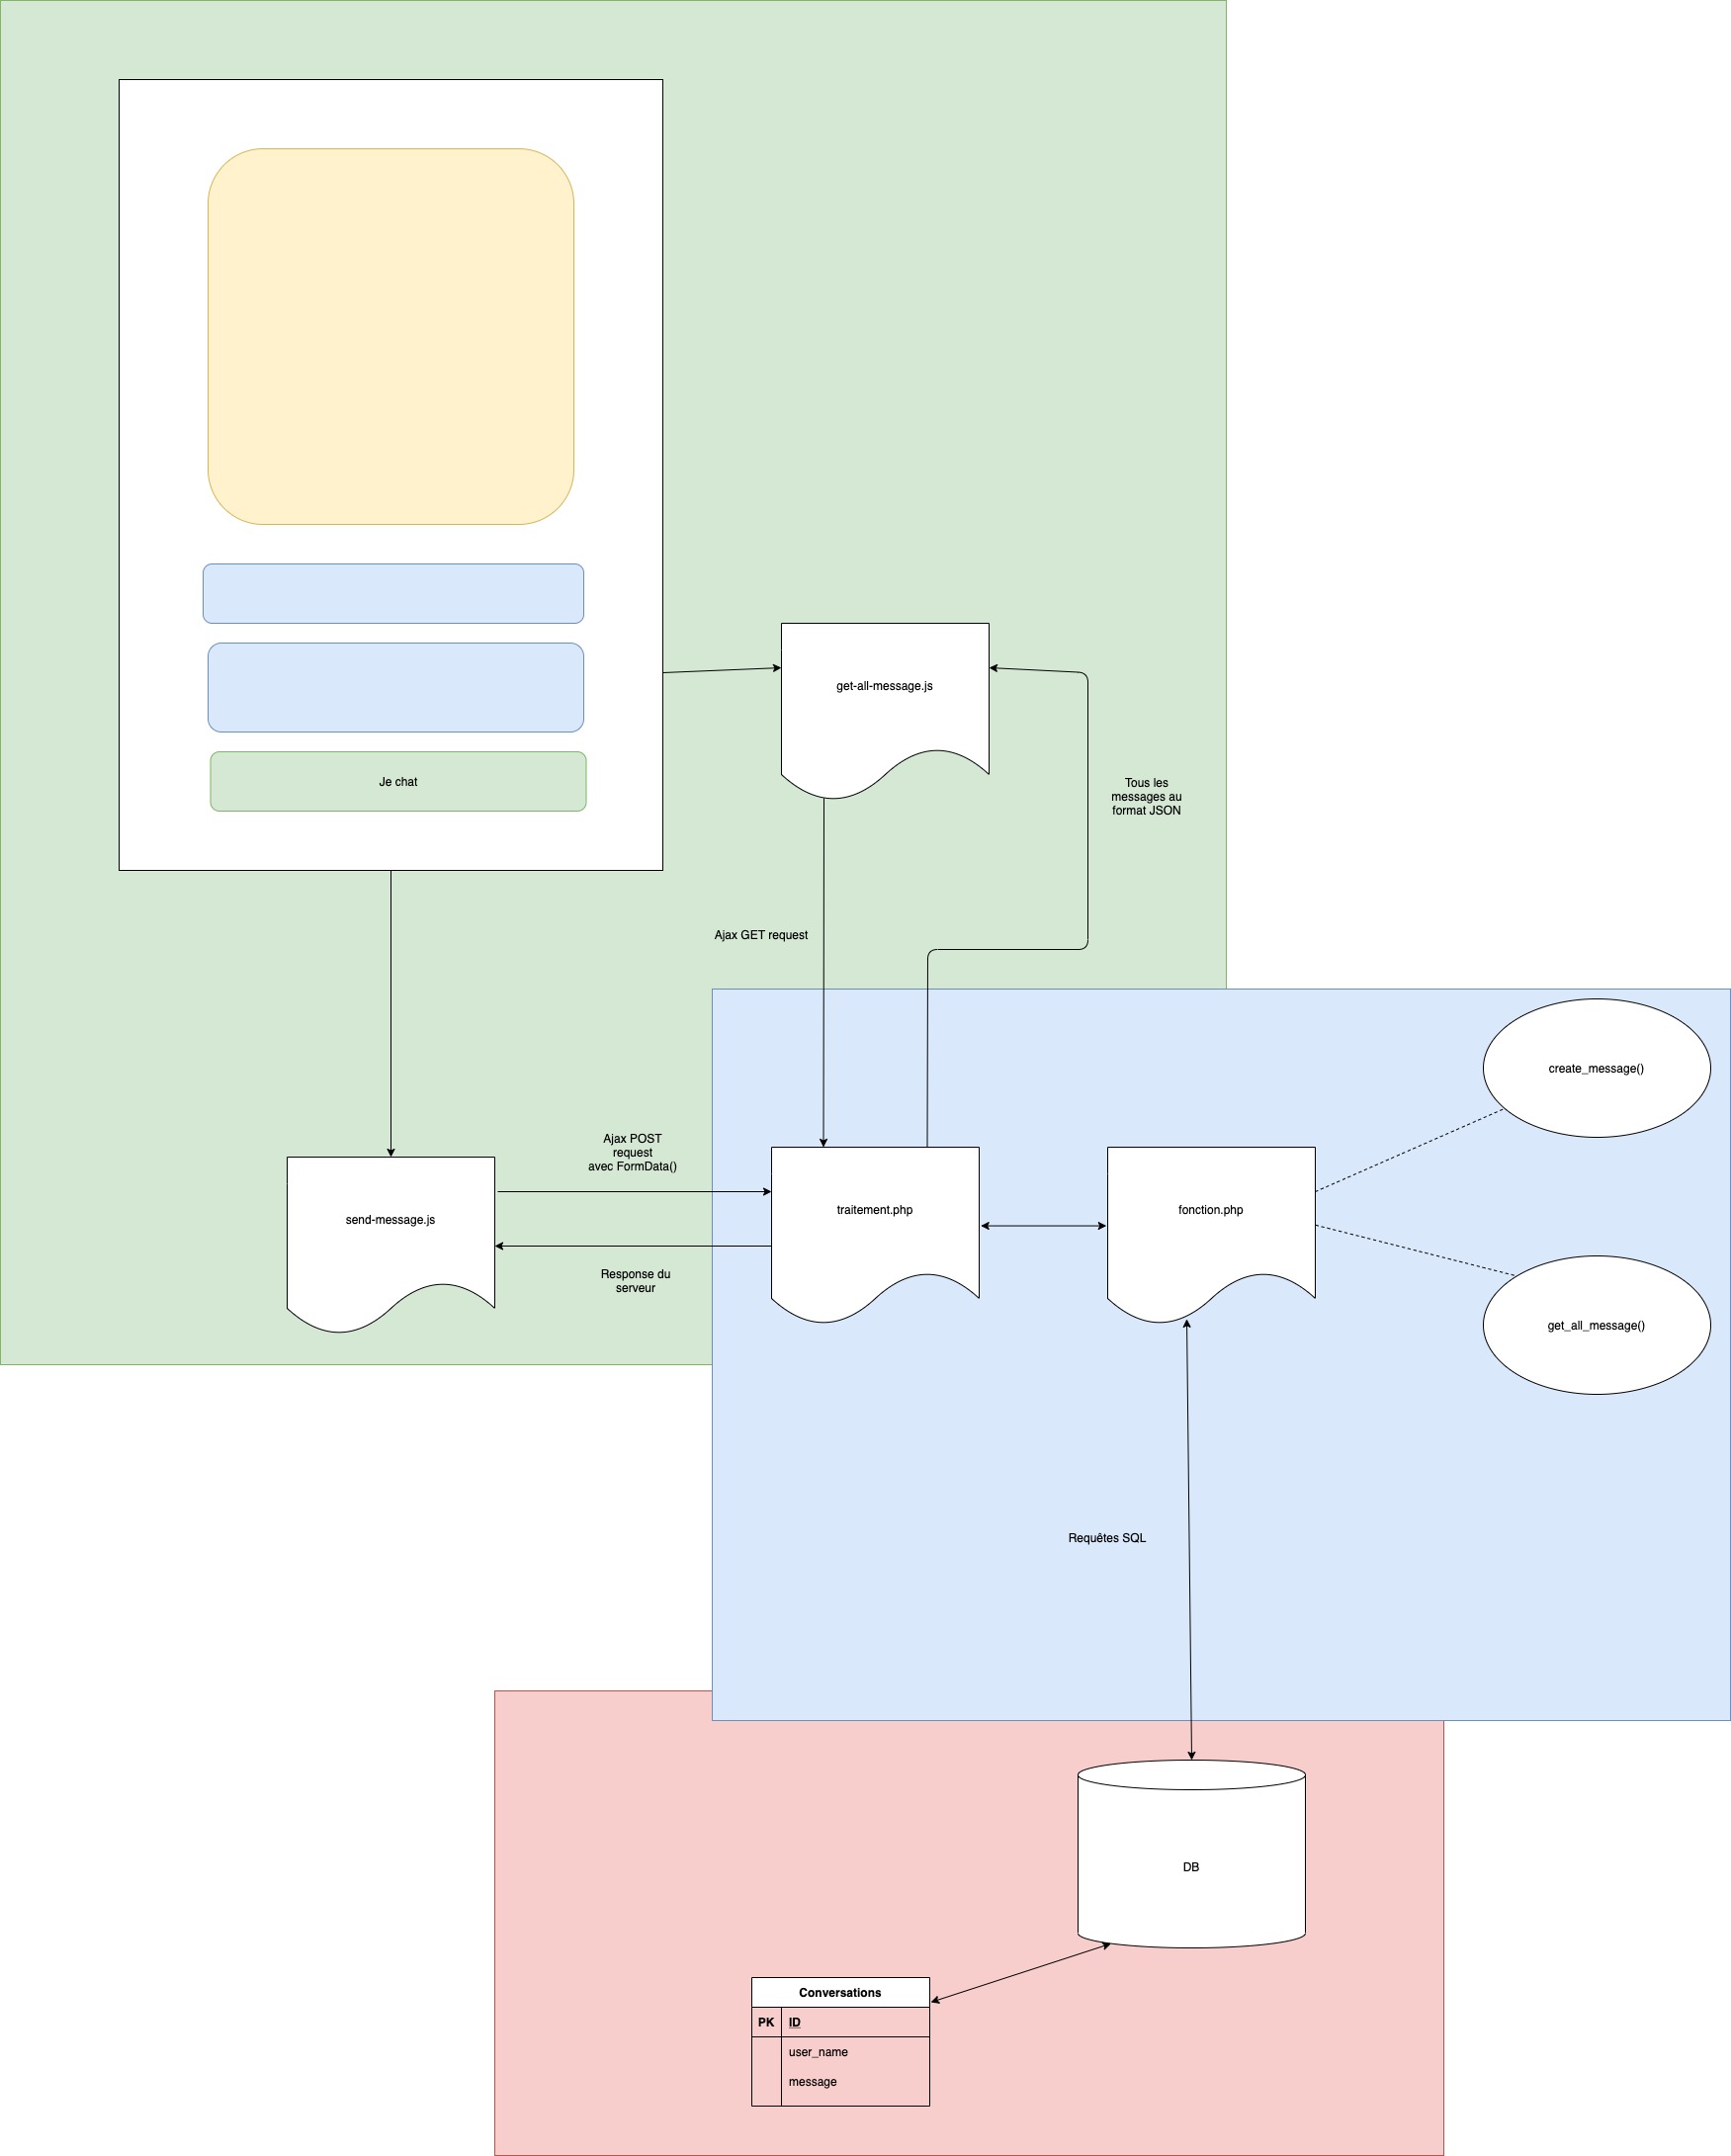 get-all-message.js
Je chat
Tous les
messages au
format JSON
Ajax GET request
create_message()
Ajax POST
request
avec FormData()
send-message.js
traitement.php
fonction.php
Response du
serveur
get_all_message()
Requêtes SQL
DB
Conversations
PK ID
user_name
message